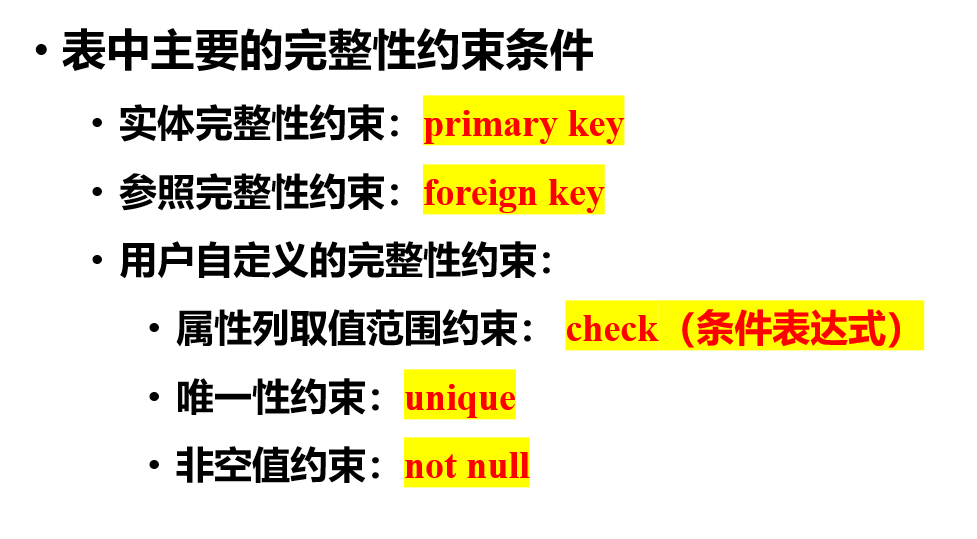 • 表中主要的完整性约束条件
• 实体完整性约束：primary key
• 参照完整性约束：foreign key
• 用户自定义的完整性约束：
• 属性列取值范围约束： check（条件表达式）
• 唯一性约束：unique
• 非空值约束：not null